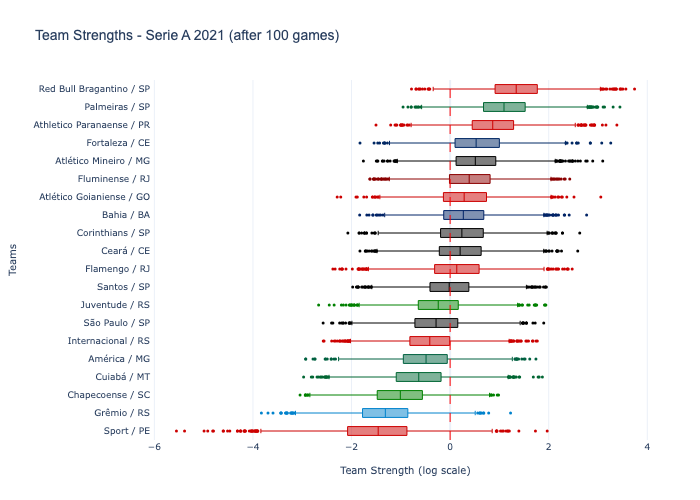 Team Strengths - Serie A 2021 (after 100 games)
Red Bull Bragantino / SP
Palmeiras / SP
Athletico Paranaense / PR
Fortaleza / CE
Atlético Mineiro / MG
Fluminense / RJ
Atlético Goianiense / GO
Bahia / BA
Corinthians / SP
Ceará / CE
Flamengo / RJ
Santos / SP
Juventude / RS
São Paulo / SP
Internacional / RS
América / MG
Cuiabá / MT
Chapecoense / SC
Grêmio / RS
Sport / PE
Teams
−6 −4 −2 0 2 4
Team Strength (log scale)